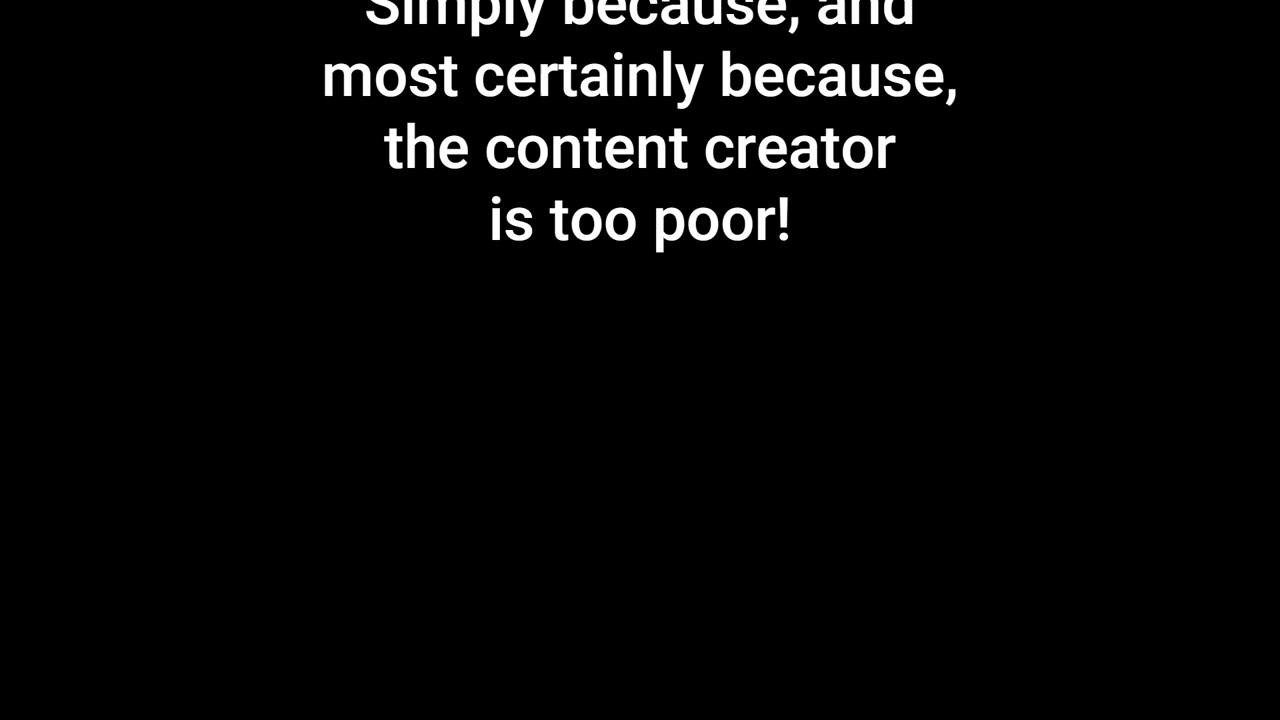 Simply because, and
most certainly because,
the content creator
is too poor!